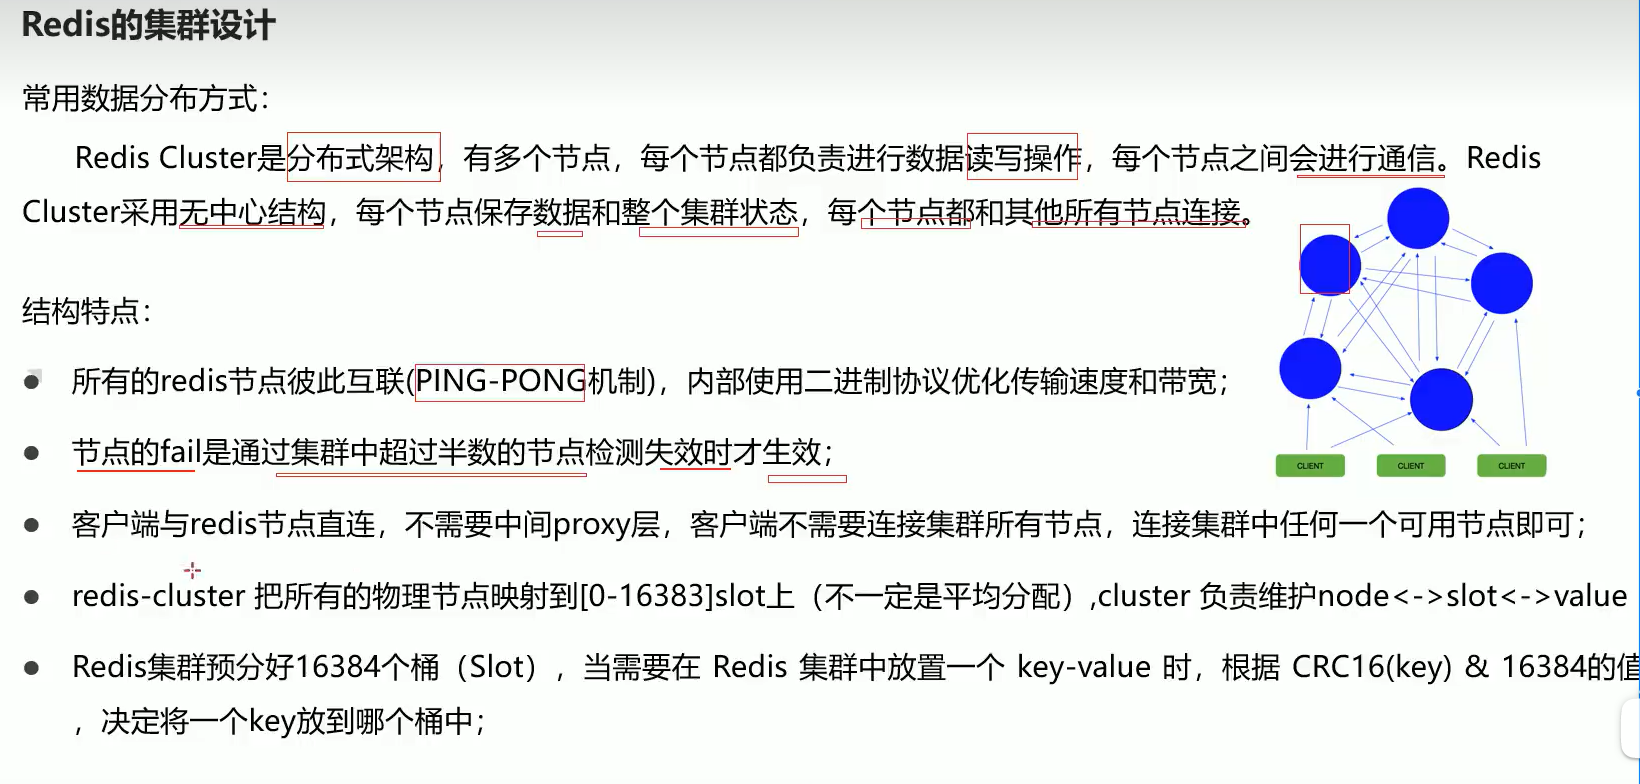 Redis的集群设计
常用数据分布方式：
Redis Cluster是分布式架构，有多个节点，每个节点都负责进行数据读写操作，每个节点之间会进行通信。Redis
Cluster采用无中心结构，每个节点保存数据和整个集群状态，每个节点都和其他所有节点连接。
结构特点：
所有的redis节点彼此互联(PING-PONG机制)，内部使用二进制协议优化传输速度和带宽；
节点的fail是通过集群中超过半数的节点检测失效时才生效；
客户端与redis节点直连，不需要中间proxy层，客户端不需要连接集群所有节点，连接集群中任何一个可用节点即可；
redis-cluster 把所有的物理节点映射到[0-16383]slot上（不一定是平均分配）,cluster 负责维护node<->slot<->value
Redis集群预分好16384个桶（Slot），当需要在 Redis 集群中放置一个 key-value 时，根据 CRC16(key) & 16384的值
，决定将一个key放到哪个桶中；
CLIENT
CLIENT
CLIENT